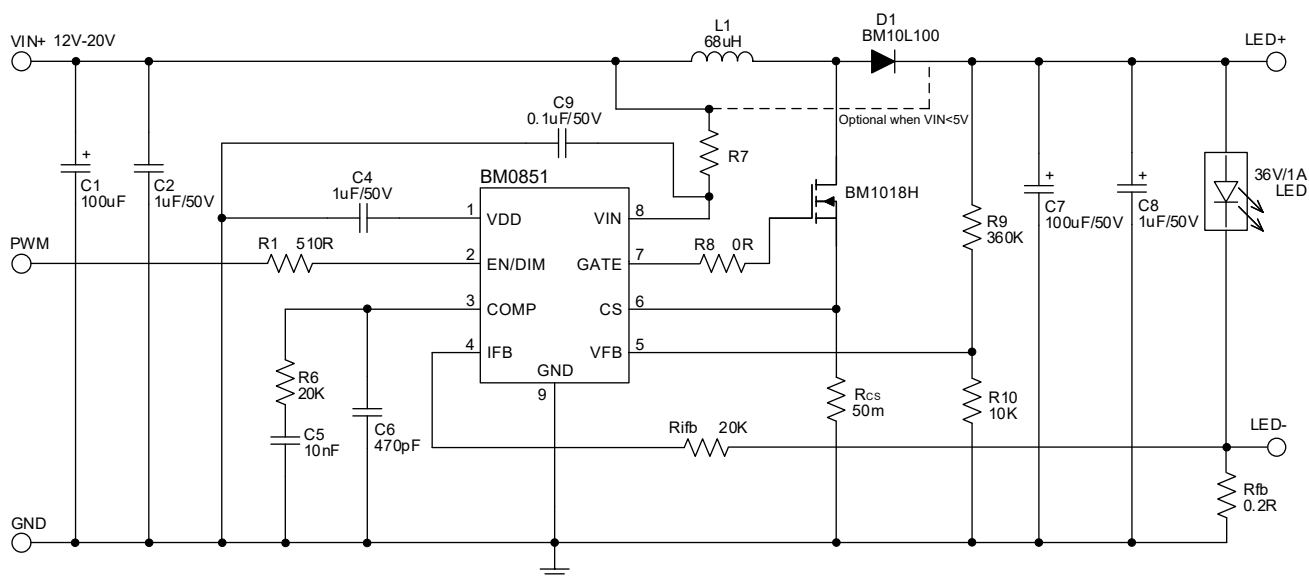 VIN+ 12V-20V
L1
68uH
D1
BM10L100
LED+
Optional when VIN<5V
C9
0.1uF/50V
R7
C1
100uF
+
C2
1uF/50V
C4
1uF/50V
BM0851
1
VDD
VIN
8
BM1018H
PWM
R1 510R
2
EN/DIM
GATE
7
R8 0R
3
COMP
CS
6
4
IFB
VFB
5
GND
9
R6
20K
C5
10nF
C6
470pF
Rifb 20K
RCS
50m
R9
360K
R10
10K
+
C7
100uF/50V
+
C8
1uF/50V
36V/1A
LED
LED-
Rfb
0.2R
GND